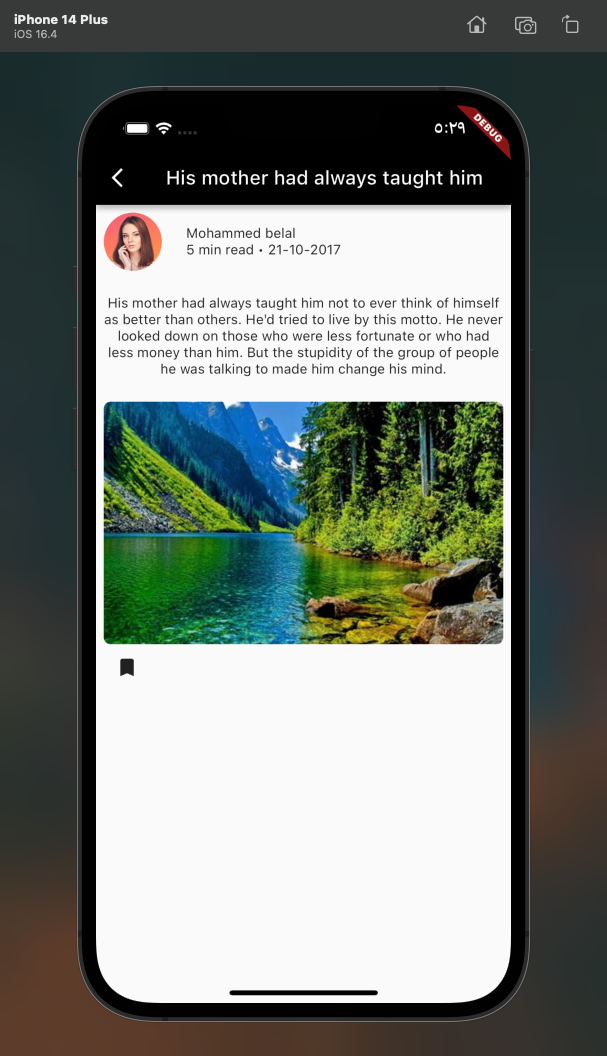 iPhone 14 Plus
iOS 16.4
٥:٢٩
DEBUG
His mother had always taught him
Mohammed belal
5 min read • 21-10-2017
His mother had always taught him not to ever think of himself
as better than others. He'd tried to live by this motto. He never
looked down on those who were less fortunate or who had
less money than him. But the stupidity of the group of people
he was talking to made him change his mind.